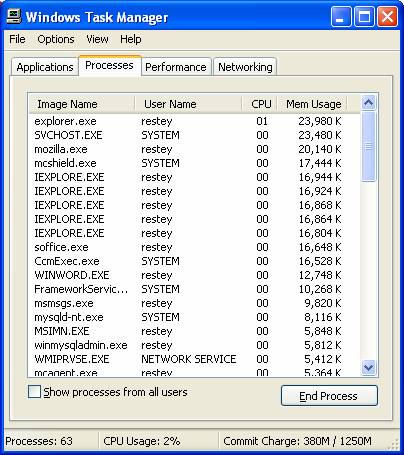 Windows Task Manager
File Options View Help
Applications Processes Performance Networking
Image Name User Name CPU Mem Usage
explorer.exe restey 01 23,980 K
SVCHOST.EXE SYSTEM 00 23,480 K
mozilla.exe restey 00 20,140 K
mcshield.exe SYSTEM 00 17,444 K
IEXPLORE.EXE restey 00 16,944 K
IEXPLORE.EXE restey 00 16,924 K
IEXPLORE.EXE restey 00 16,868 K
IEXPLORE.EXE restey 00 16,864 K
IEXPLORE.EXE restey 00 16,804 K
soffice.exe restey 00 16,648 K
CcmExec.exe SYSTEM 00 16,528 K
WINWORD.EXE restey 00 12,748 K
FrameworkServic... SYSTEM 00 10,268 K
msmsgs.exe restey 00 9,820 K
mysqld-nt.exe SYSTEM 00 8,116 K
MSIMN.EXE restey 00 5,848 K
winmysqladmin.exe restey 00 5,812 K
WMIPRVSE.EXE NETWORK SERVICE 00 5,412 K
mcagent.exe restey 00 5,364 K
Show processes from all users
End Process
Processes: 63 CPU Usage: 2% Commit Charge: 380M / 1250M